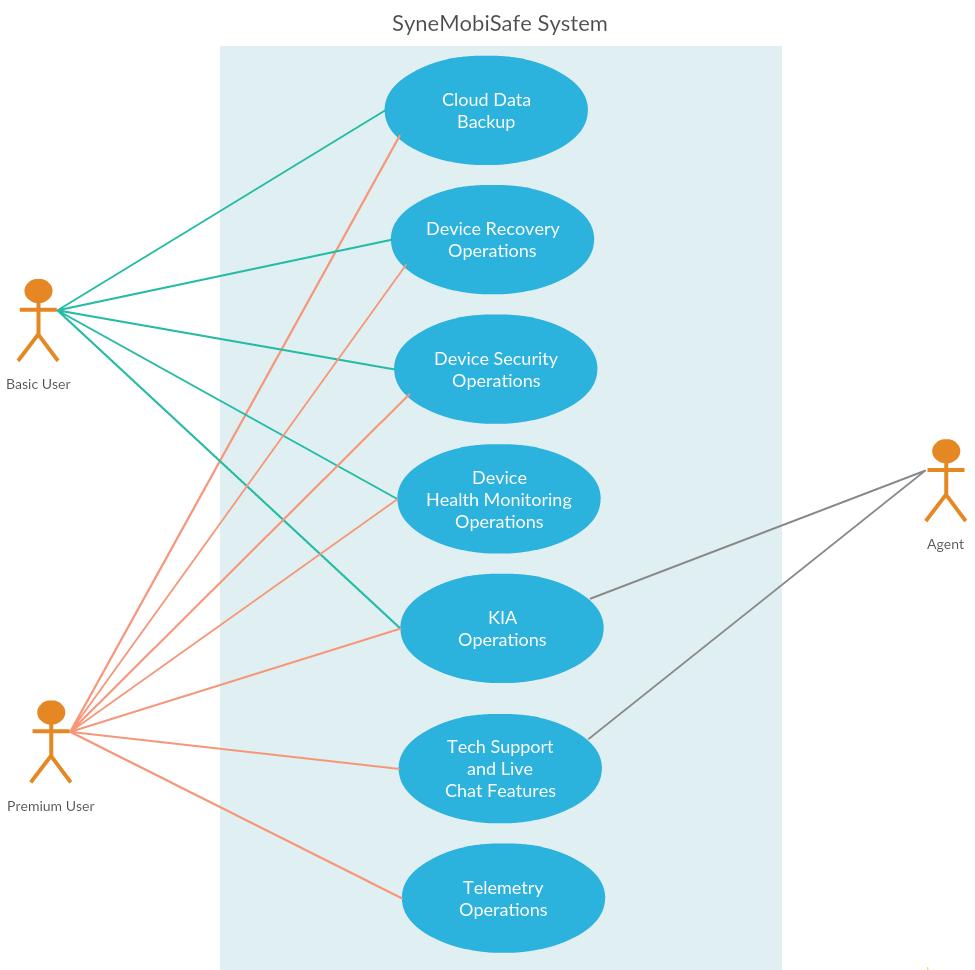 SyneMobiSafe System
Cloud Data
Backup
Device Recovery
Operations
Basic User
Device Security
Operations
Device
Health Monitoring
Operations
Agent
KIA
Operations
Premium User
Tech Support
and Live
Chat Features
Telemetry
Operations